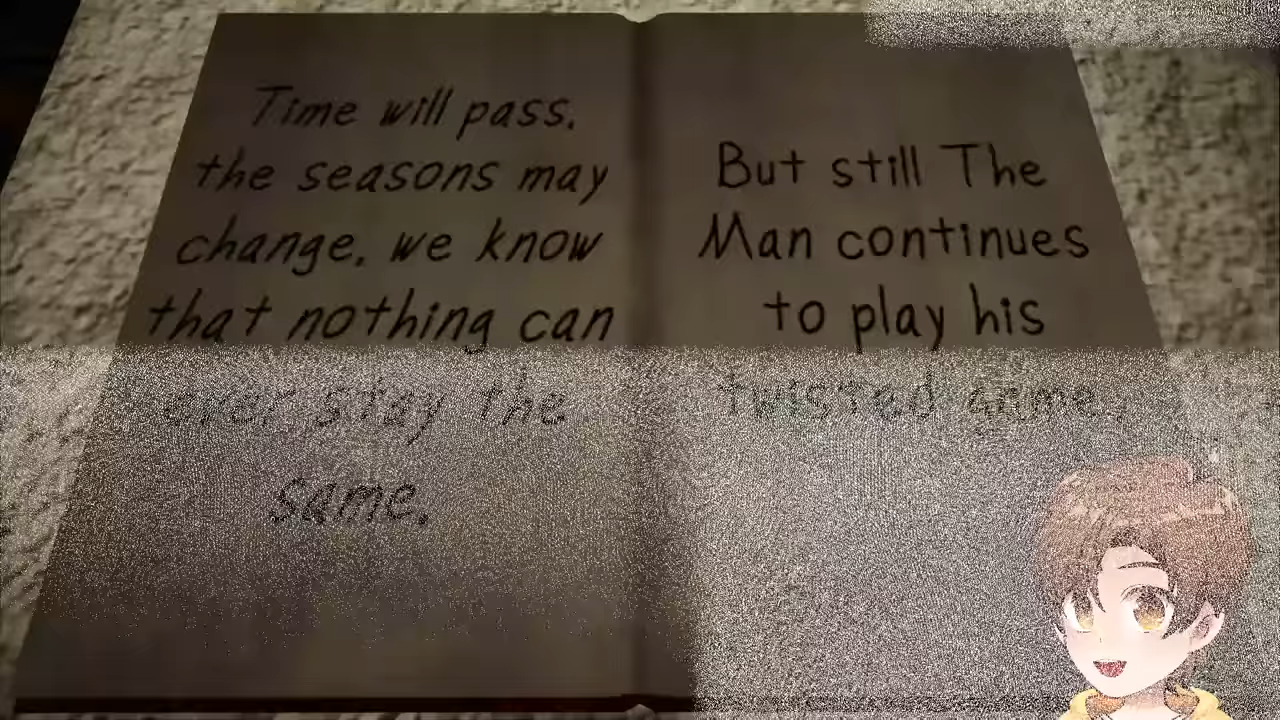 Time will pass,
the seasons may
change, we know
that nothing can
ever stay the
same.
But still The
Man continues
to play his
twisted game.